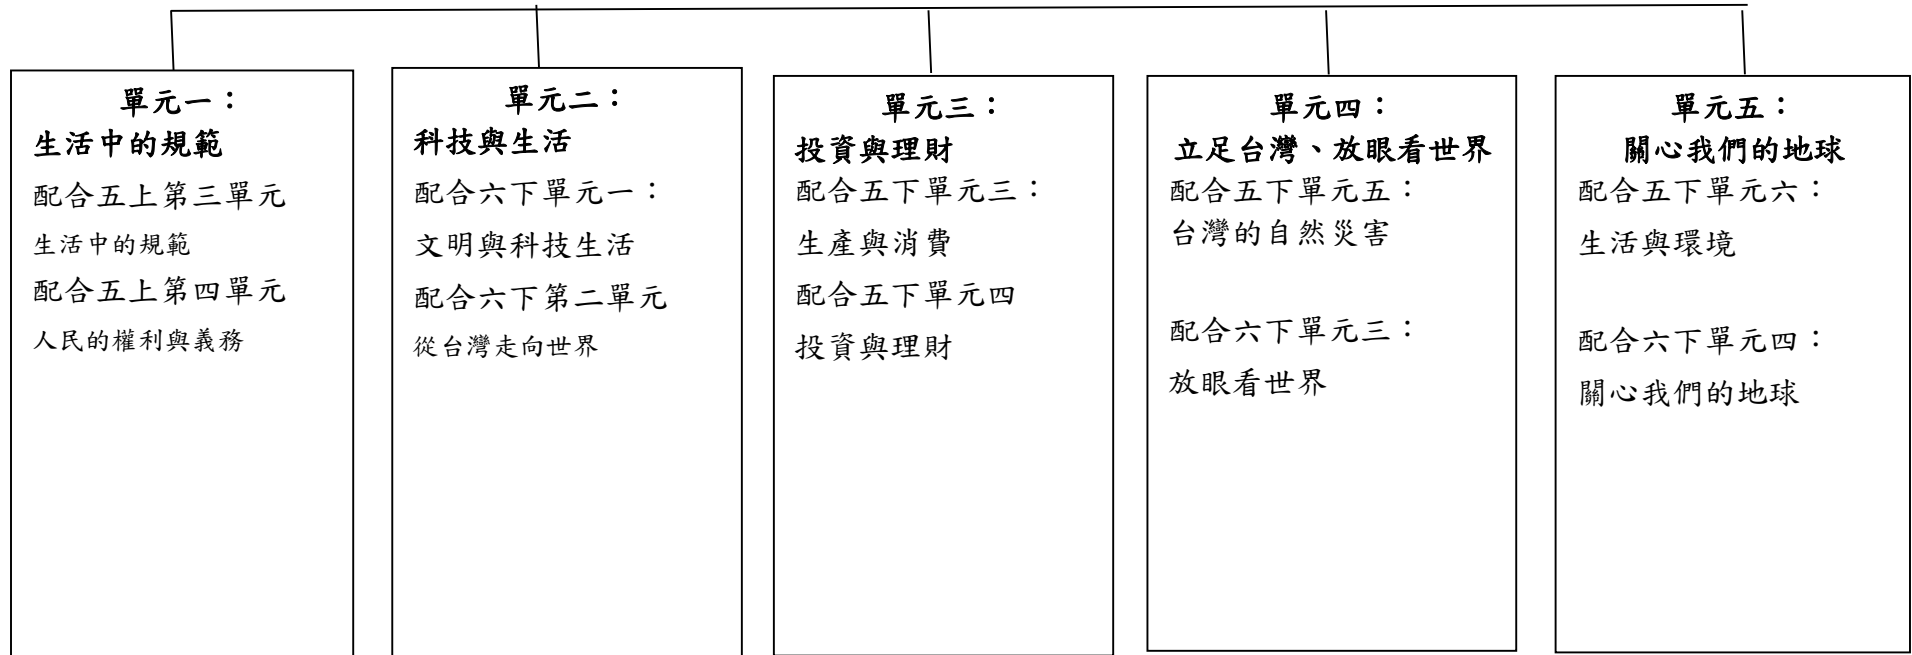 單元一：
生活中的規範
配合五上第三單元
生活中的規範
配合五上第四單元
人民的權利與義務
單元二：
科技與生活
配合六下單元一：
文明與科技生活
配合六下第二單元
從台灣走向世界
單元三：
投資與理財
配合五下單元三：
生產與消費
配合五下單元四
投資與理財
單元四：
立足台灣、放眼看世界
配合五下單元五：
台灣的自然災害
配合六下單元三：
放眼看世界
單元五：
關心我們的地球
配合五下單元六：
生活與環境
配合六下單元四：
關心我們的地球